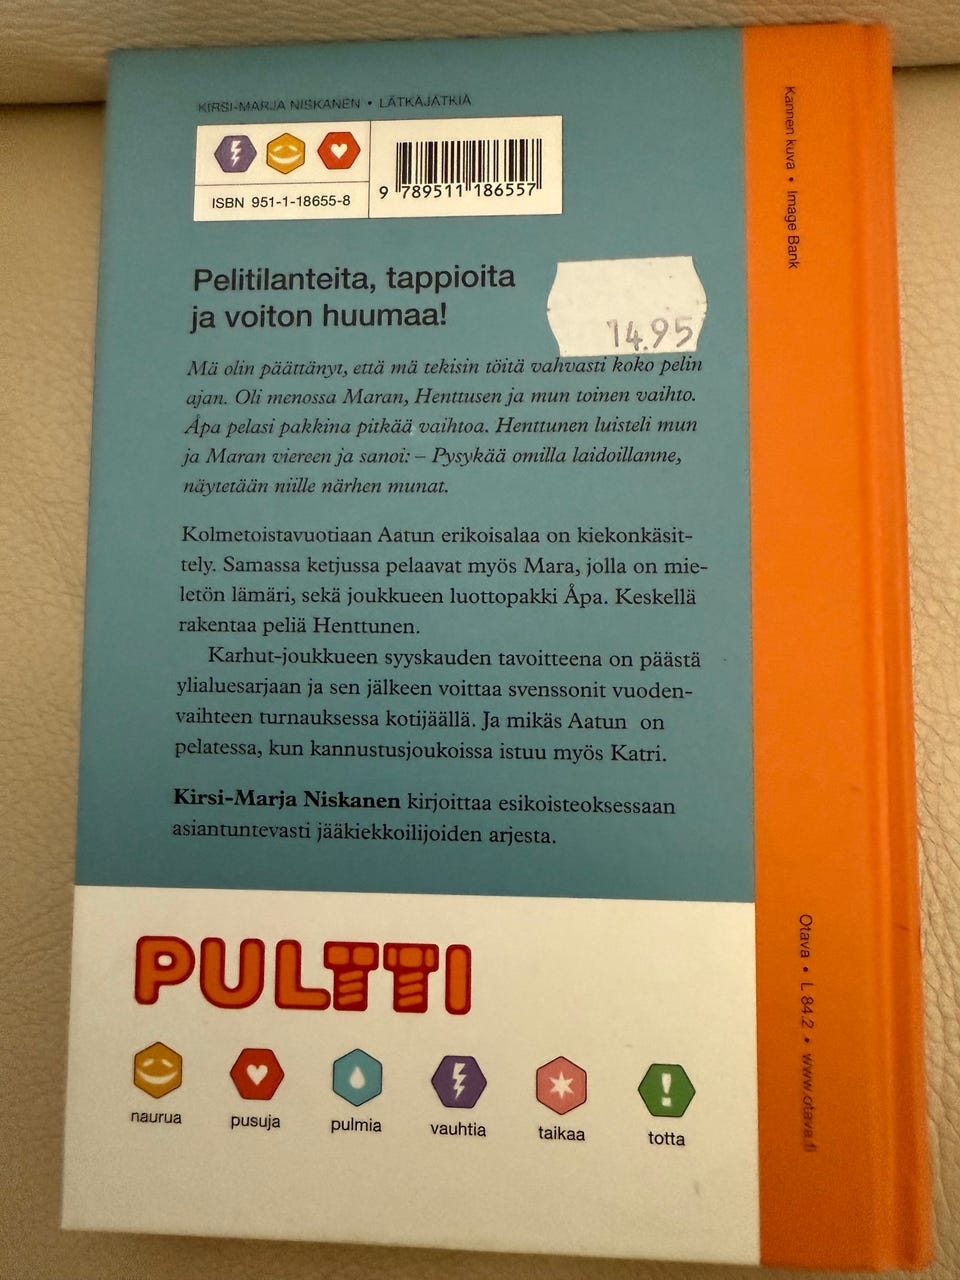 KIRSI-MARJA NISKANEN • LÄTKÄJÄTKIÄ
ISBN 951-1-18655-8
9 789511 186557
Pelitilanteita, tappioita
ja voiton huumaa!
14.95
Mä olin päättänyt, että mä tekisin töitä vahvasti koko pelin
ajan. Oli menossa Maran, Henttusen ja mun toinen vaihto.
Åpa pelasi pakkina pitkää vaihtoa. Henttunen luisteli mun
ja Maran viereen ja sanoi: – Pysykää omilla laidoillanne,
näytetään niille närhen munat.
Kolmetoistavuotiaan Aatun erikoisalaa on kiekonkäsit-
tely. Samassa ketjussa pelaavat myös Mara, jolla on mie-
letön lämäri, sekä joukkueen luottopakki Åpa. Keskellä
rakentaa peliä Henttunen.
Karhut-joukkueen syyskauden tavoitteena on päästä
ylialuesarjaan ja sen jälkeen voittaa svenssonit vuoden-
vaihteen turnauksessa kotijäällä. Ja mikäs Aatun on
pelatessa, kun kannustusjoukoissa istuu myös Katri.
Kirsi-Marja Niskanen kirjoittaa esikoisteoksessaan
asiantuntevasti jääkiekkoilijoiden arjesta.
PULTTI
naurua
pusuja
pulmia
vauhtia
taikaa
totta
Kannen kuva • Image Bank
Otava • L 84.2 • www.otava.fi